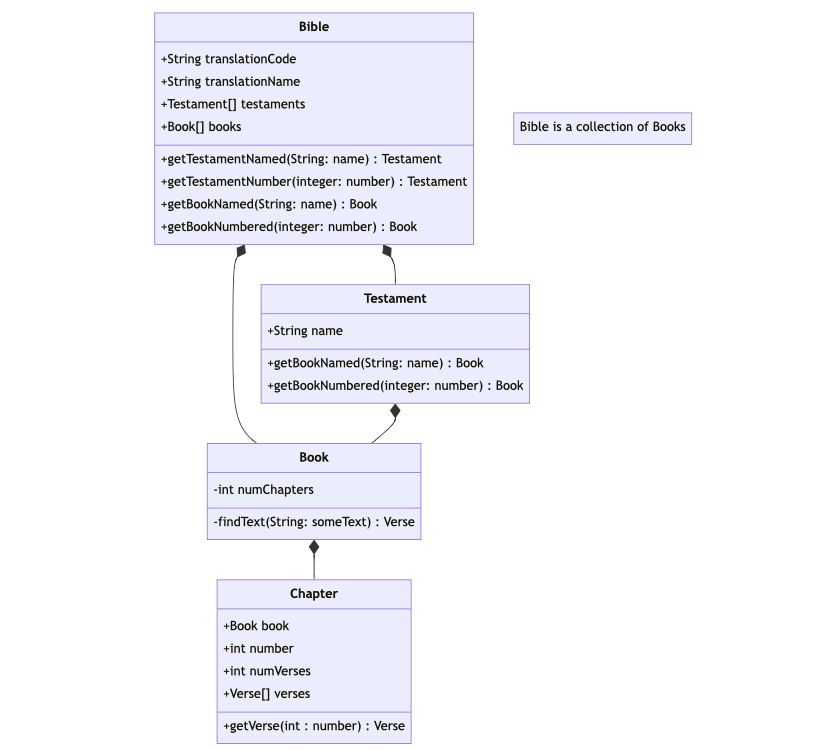 Bible
+String translationCode
+String translationName
+Testament[] testaments
+Book[] books
+getTestamentNamed(String: name) : Testament
+getTestamentNumber(integer: number) : Testament
+getBookNamed(String: name) : Book
+getBookNumbered(integer: number) : Book
Bible is a collection of Books
Testament
+String name
+getBookNamed(String: name) : Book
+getBookNumbered(integer: number) : Book
Book
-int numChapters
-findText(String: someText) : Verse
Chapter
+Book book
+int number
+int numVerses
+Verse[] verses
+getVerse(int : number) : Verse